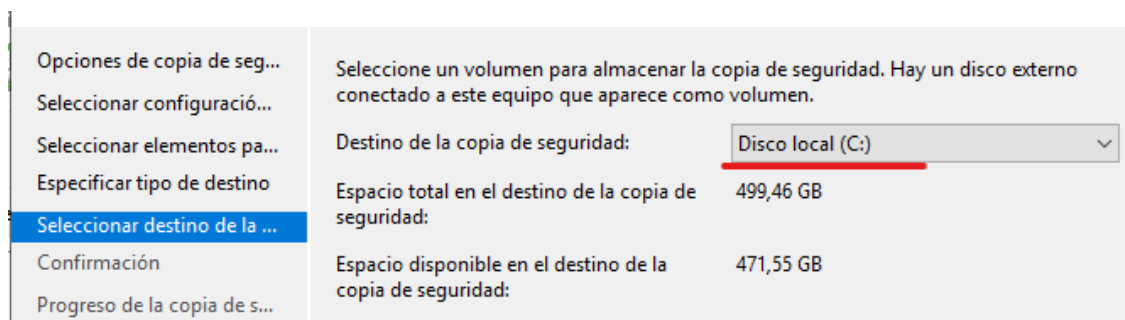 Opciones de copia de seg...
Seleccionar configuració...
Seleccionar elementos pa...
Especificar tipo de destino
Seleccionar destino de la ...
Confirmación
Progreso de la copia de s...
Seleccione un volumen para almacenar la copia de seguridad. Hay un disco externo
conectado a este equipo que aparece como volumen.
Destino de la copia de seguridad:
Disco local (C:)
Espacio total en el destino de la copia de
seguridad:
499,46 GB
Espacio disponible en el destino de la
copia de seguridad:
471,55 GB